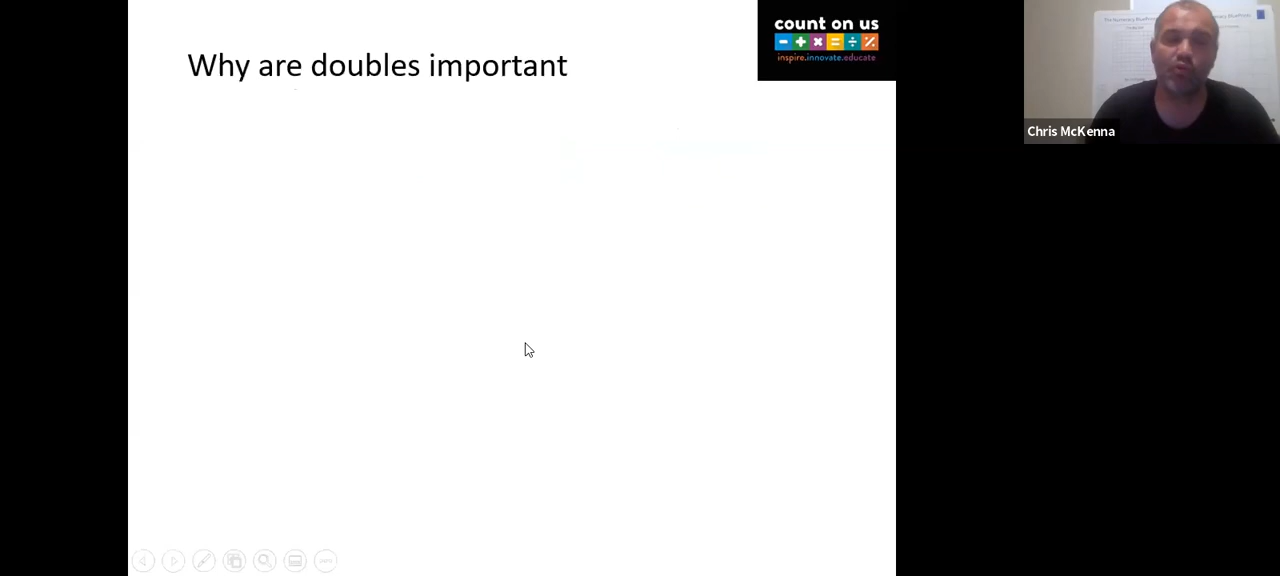 Why are doubles important
count on us
- + × = ÷ %
inspire.innovate.educate
Chris McKenna